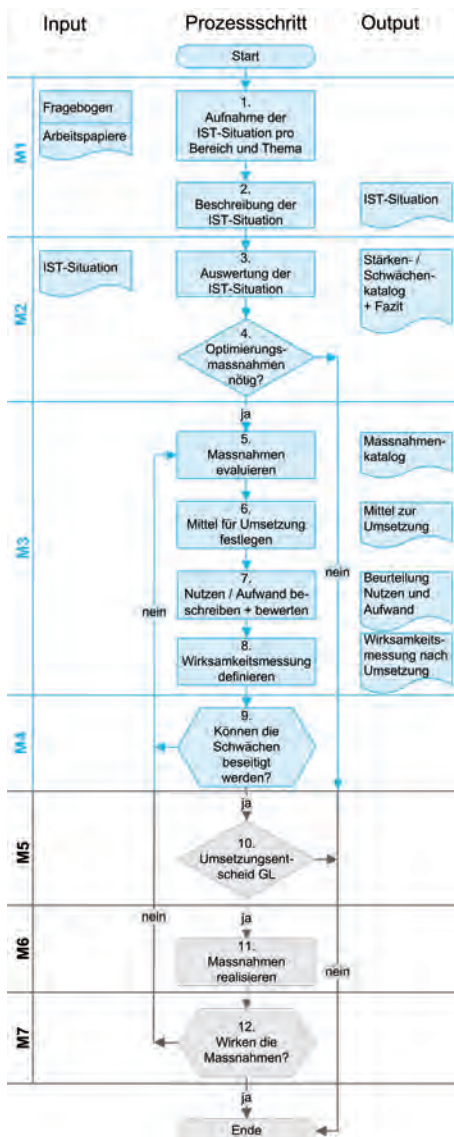 Input Prozessschritt Output
Start
M1
Fragebogen
Arbeitspapiere
1.
Aufnahme der
IST-Situation pro
Bereich und Thema
2.
Beschreibung der
IST-Situation
IST-Situation
M2
IST-Situation
3.
Auswertung der
IST-Situation
Stärken- /
Schwächen-
katalog
+ Fazit
4.
Optimierungs-
massnahmen
nötig?
ja
M3
5.
Massnahmen
evaluieren
Massnahmen-
katalog
6.
Mittel für Umsetzung
festlegen
Mittel zur
Umsetzung
nein
nein
7.
Nutzen / Aufwand be-
schreiben + bewerten
Beurteilung
Nutzen und
Aufwand
8.
Wirksamkeitsmessung
definieren
Wirksamkeits-
messung nach
Umsetzung
M4
9.
Können die
Schwächen
beseitigt
werden?
ja
M5
10.
Umsetzungsent-
scheid GL
nein
ja
M6
11.
Massnahmen
realisieren
nein
M7
12.
Wirken die
Massnahmen?
ja
Ende